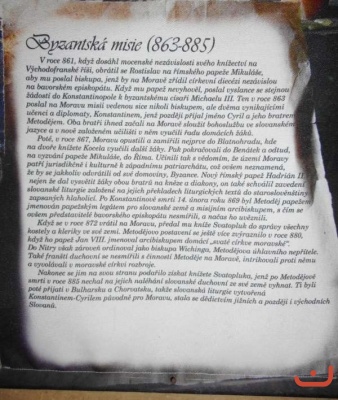 Byzantská misie (863-885)
V roce 861, když dosáhl mocenské nezávislosti svého knížectví na
Východofranské říši, obrátil se Rostislav na římského papeže Mikuláše,
aby mu poslal biskupa, jenž by na Moravě zřídil církevní diecézi nezávislou
na bavorském episkopátu. Když mu papež nevyhověl, poslal vyslance se stejnou
žádostí do Konstantinopole k byzantskému císaři Michaelu III. Ten v roce 863
poslal na Moravu misii vedenou sice nikoli biskupem, ale dvěma vynikajícími
učenci a diplomaty, Konstantinem, jenž později přijal jméno Cyril a jeho bratrem
Metodějem. Oba bratři ihned začali na Moravě sloužit bohoslužbu ve slovanském
jazyce a v nově založeném učilišti v něm vyučili řadu domácích žáků.
Poté, v roce 867, Moravu opustili a zamířili nejprve do Blatnohradu, kde
na dvoře knížete Kocela vyučili další žáky. Pak pokračovali do Benátek a odtud,
na vyzvání papeže Mikuláše, do Říma. Učinili tak s vědomím, že území Moravy
patří jurisdikčně i kulturně k západnímu patriarchátu, což ovšem neznamená,
že by se jakkoliv odvrátili od své domoviny, Byzance. Nový římský papež Hadrián II.
nejen že dal vysvětit žáky obou bratrů na kněze a diakony, on také schválil zavedení
slovanské liturgie založené na jejich překladech liturgických textů do staroslověnštiny
zapsaných hlaholicí. Po Konstantinově smrti 14. února roku 869 byl Metoděj papežem
jmenován papežským legátem pro slovanské země a misijním arcibiskupem, s čím se
ovšem představitelé bavorského episkopátu nesmířili, a načas ho uvěznili.
Když se v roce 872 vrátil na Moravu, předal mu kníže Svatopluk do správy všechny
kostely a kleriky ve své zemi. Metodějovo postavení se ještě více zvýraznilo v roce 880,
když ho papež Jan VIII. jmenoval arcibiskupem domácí „svaté církve moravské".
Do Nitry však zároveň ordinoval jako biskupa Wichinga, Metodějova úhlavního nepřítele.
Také franští duchovní se nesmířili s činností Metoděje na Moravě, intrikovali proti němu
a vyvolávali v moravské církvi rozbroje.
Nakonec se jim na svou stranu podařilo získat knížete Svatopluka, jenž po Metodějově
smrti v roce 885 nechal na jejich naléhání slovanské duchovní ze své země vyhnat. Ti byli
poté přijati v Bulharsku a Chorvatsku, takže slovanská liturgie vytvořená
Konstantinem-Cyrilem původně pro Moravu, stala se dědictvím jižních a později i východních
Slovanů.